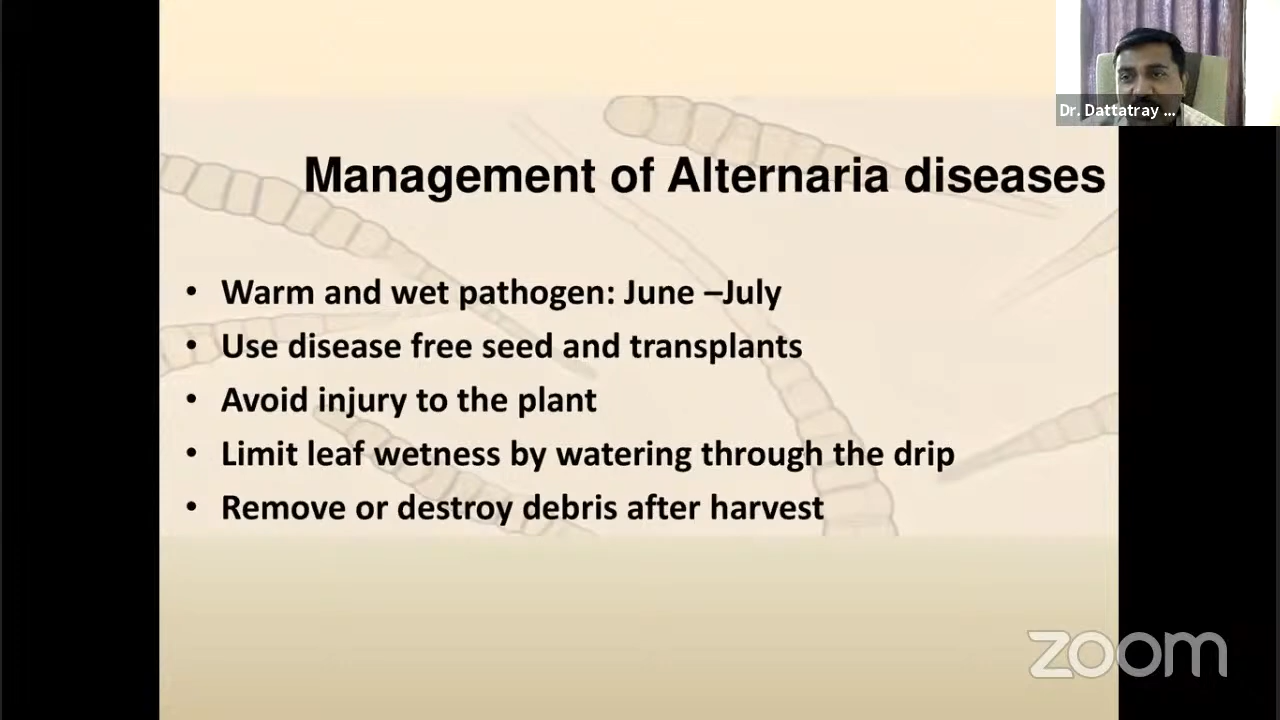 Dr. Dattatray ...
Management of Alternaria diseases
• Warm and wet pathogen: June –July
• Use disease free seed and transplants
• Avoid injury to the plant
• Limit leaf wetness by watering through the drip
• Remove or destroy debris after harvest
zoom